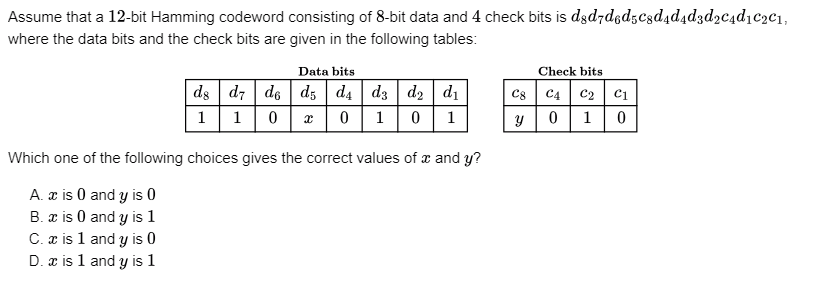 Assume that a 12-bit Hamming codeword consisting of 8-bit data and 4 check bits is d₈d₇d₆d₅c₈d₄d₄d₃d₂c₄d₁c₂c₁,
where the data bits and the check bits are given in the following tables:
Data bits
d₈ d₇ d₆ d₅ d₄ d₃ d₂ d₁
1 1 0 x 0 1 0 1
Check bits
c₈ c₄ c₂ c₁
y 0 1 0
Which one of the following choices gives the correct values of x and y?
A. x is 0 and y is 0
B. x is 0 and y is 1
C. x is 1 and y is 0
D. x is 1 and y is 1